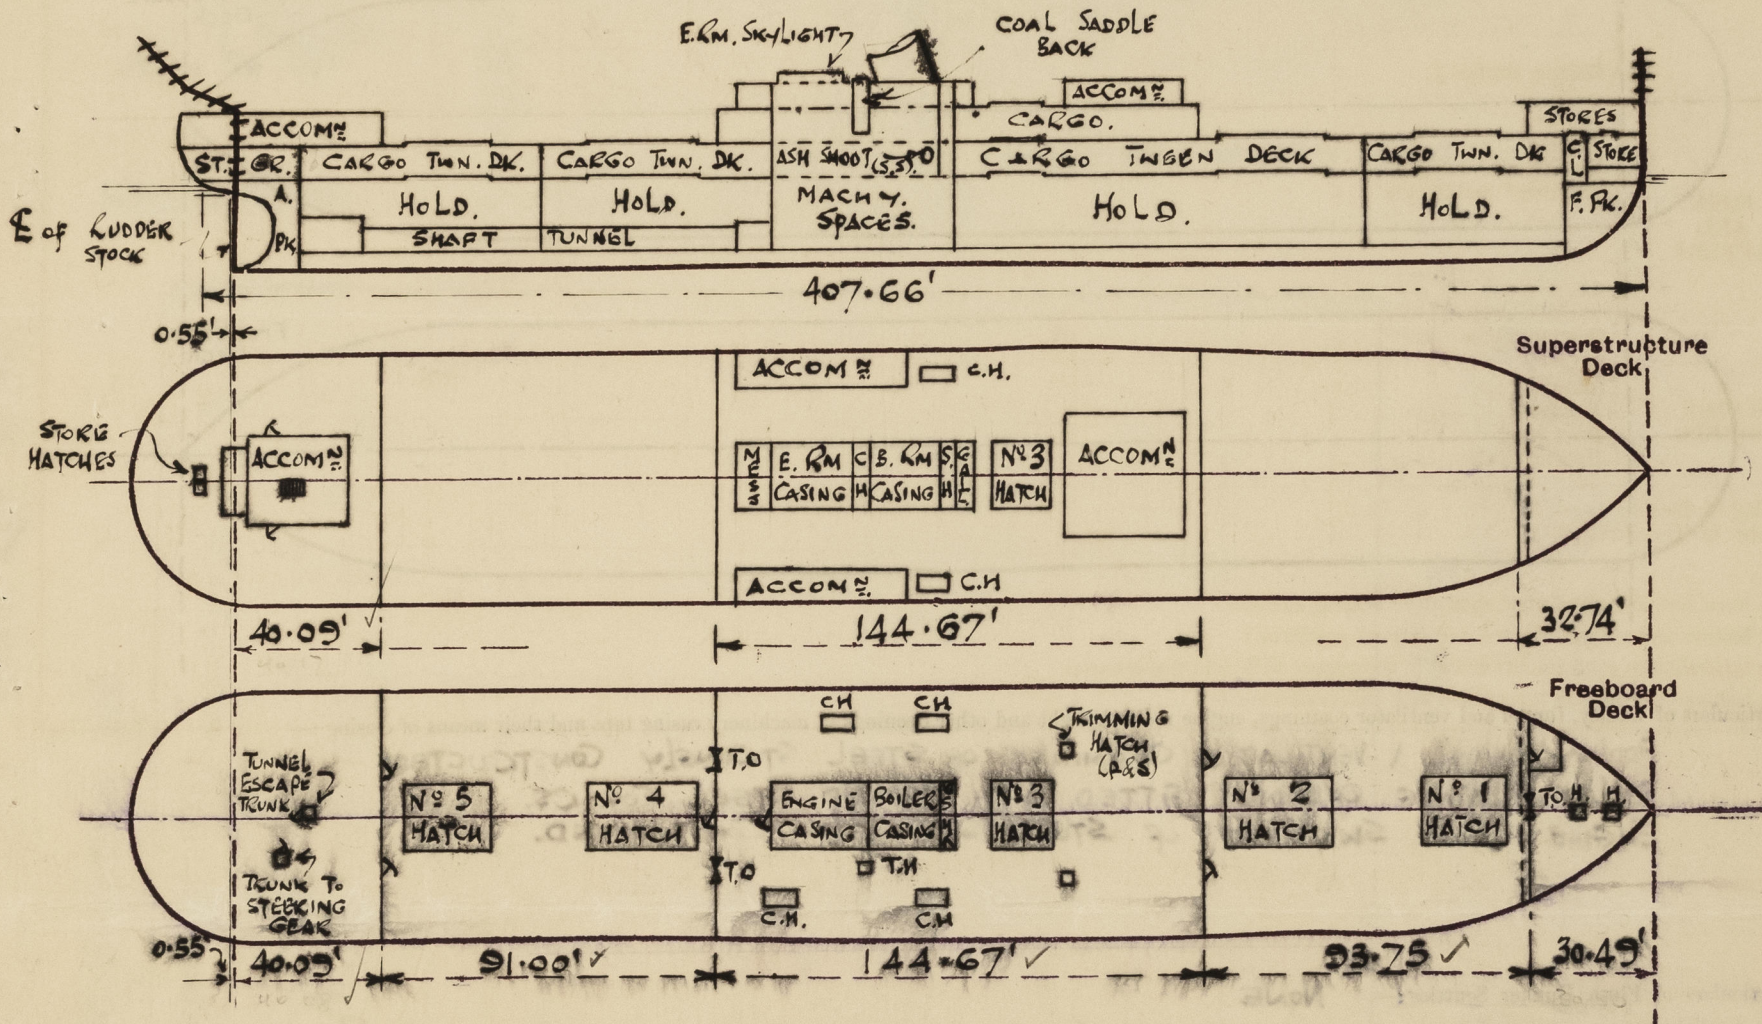 E.RM. SKYLIGHT
COAL SADDLE
BACK
ACCOMN
ACCOMN
CARGO.
STORES
ST. GR.
CARGO TWN. DK.
CARGO TWN. DK.
ASH SHOOT (S.S)
CARGO TWEEN DECK
CARGO TWN. DK
C.L
STORE
A.
PK.
HOLD.
HOLD.
MACHY.
SPACES.
HOLD.
HOLD.
F. PK.
SHAFT TUNNEL
℄ OF RUDDER
STOCK
407.66'
0.55'
Superstructure
Deck
ACCOMN
C.H.
STORE
HATCHES
ACCOMN
MESS
E. RM
CASING
C
H
B. RM
CASING
S.
H
GAL.
No 3
HATCH
ACCOMN
ACCOMN
C.H
40.09'
144.67'
32.74'
Freeboard
Deck
CH
CH
TRIMMING
HATCH
(P&S)
TUNNEL
ESCAPE
TRUNK
T.O
No 5
HATCH
No 4
HATCH
ENGINE
CASING
BOILER
CASING
No 3
HATCH
No 2
HATCH
No 1
HATCH
TO
H
H
T.O
T.H
TRUNK TO
STEERING
GEAR
C.H.
CH
0.55'
40.09'
91.00'
144.67'
93.75
30.49'